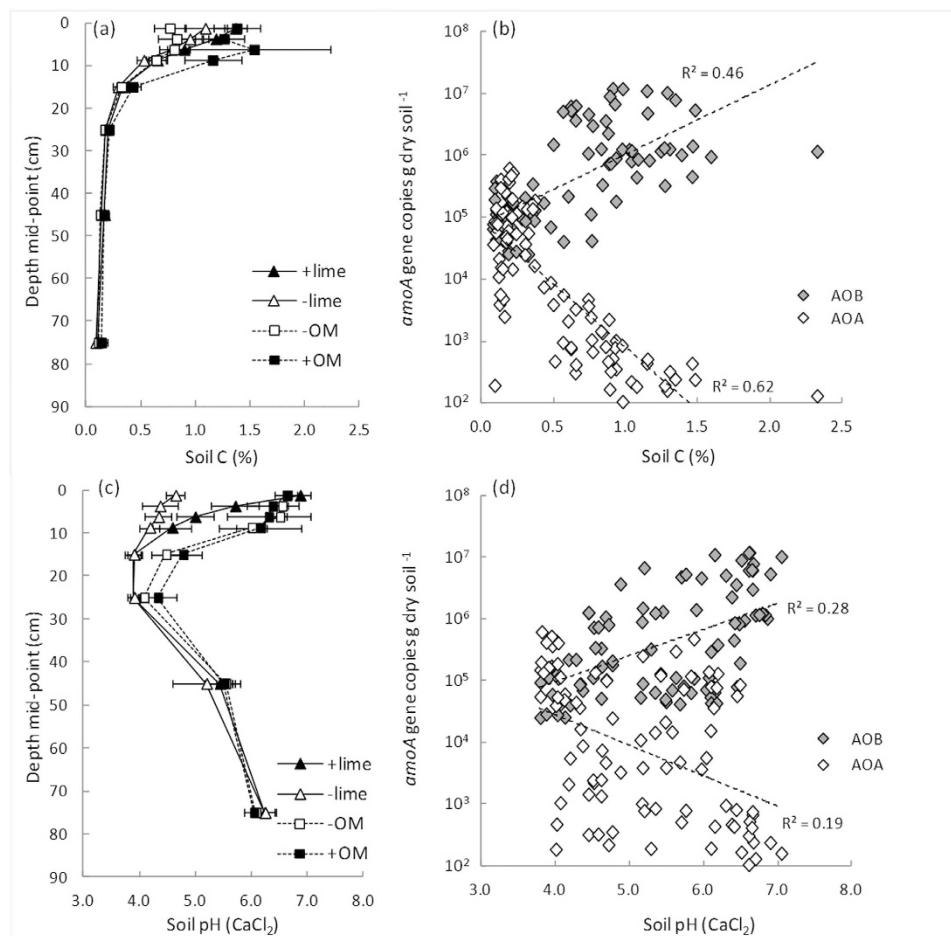 (a)
0
10
20
30
40
50
60
70
80
90
Depth mid-point (cm)
0.0 0.5 1.0 1.5 2.0 2.5
Soil C (%)
+lime
-lime
-OM
+OM
(b)
10⁸
10⁷
10⁶
10⁵
10⁴
10³
10²
amoA gene copies g dry soil ⁻¹
R² = 0.46
AOB
AOA
R² = 0.62
0.0 0.5 1.0 1.5 2.0 2.5
Soil C (%)
(c)
0
10
20
30
40
50
60
70
80
90
Depth mid-point (cm)
+lime
-lime
-OM
+OM
3.0 4.0 5.0 6.0 7.0 8.0
Soil pH (CaCl₂)
(d)
10⁸
10⁷
10⁶
10⁵
10⁴
10³
10²
amoA gene copies g dry soil ⁻¹
R² = 0.28
AOB
AOA
R² = 0.19
3.0 4.0 5.0 6.0 7.0 8.0
Soil pH (CaCl₂)